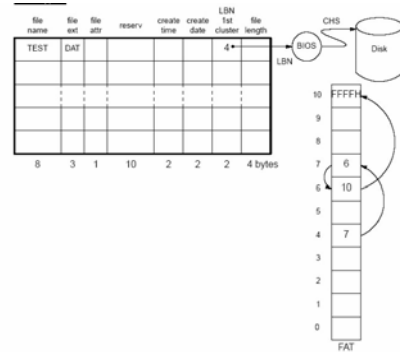 file name
file ext
file attr
reserv
create time
create date
LBN 1st cluster
file length
TEST DAT 4
BIOS
CHS
LBN
Disk
8 3 1 10 2 2 2 4 bytes
10 FFFFH
9
8
7 6
6 10
5
4 7
3
2
1
0
FAT